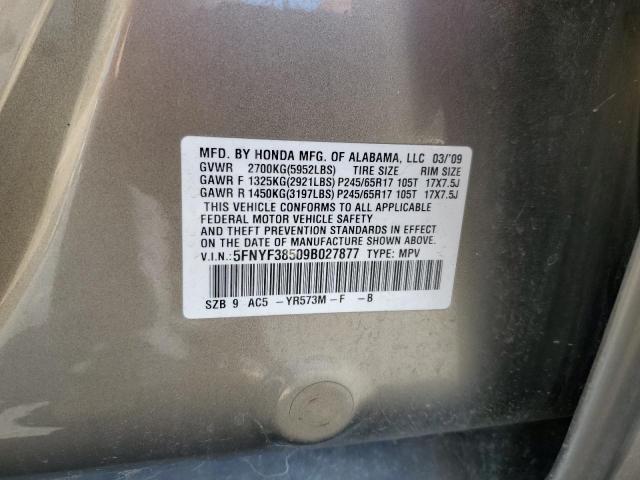 MFD. BY HONDA MFG. OF ALABAMA, LLC 03/'09
GVWR 2700KG(5952LBS) TIRE SIZE RIM SIZE
GAWR F 1325KG(2921LBS) P245/65R17 105T 17X7.5J
GAWR R 1450KG(3197LBS) P245/65R17 105T 17X7.5J
THIS VEHICLE CONFORMS TO ALL APPLICABLE
FEDERAL MOTOR VEHICLE SAFETY
AND THEFT PREVENTION STANDARDS IN EFFECT
ON THE DATE OF MANUFACTURE SHOWN ABOVE.
V.I.N.: 5FNYF38509B027877 TYPE: MPV
SZB 9 AC5 -YR573M -F -B